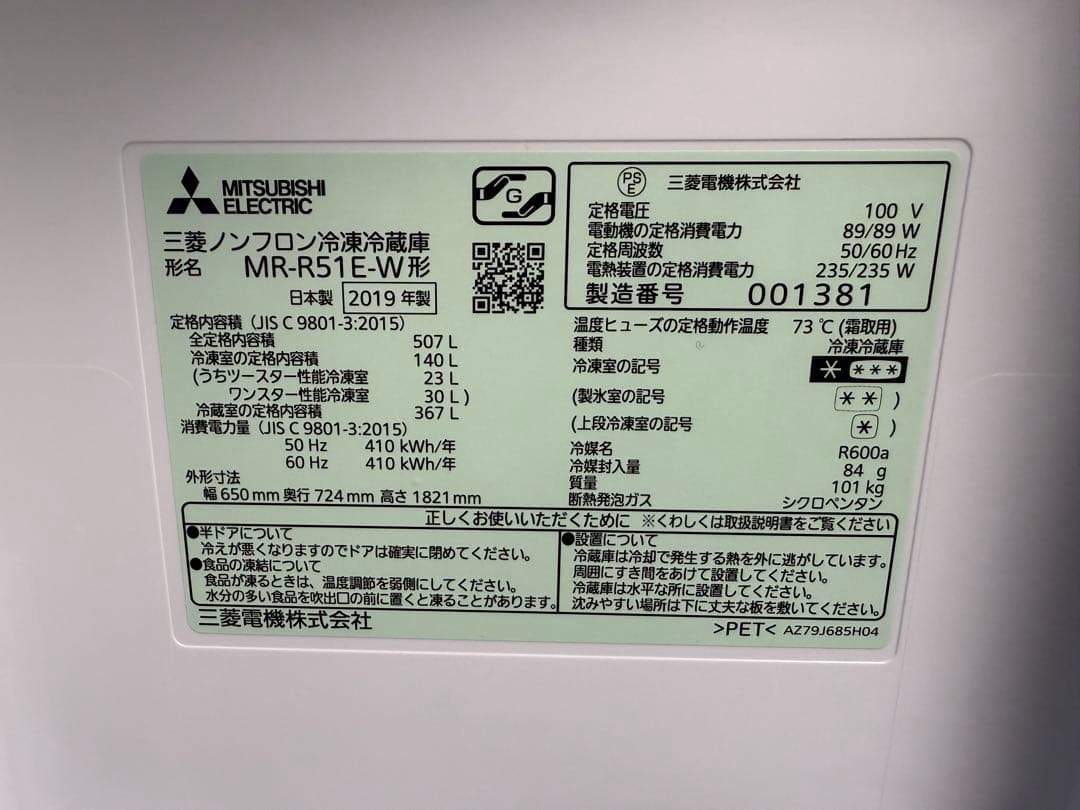 MITSUBISHI
ELECTRIC
G
三菱ノンフロン冷凍冷蔵庫
形名 MR-R51E-W形
日本製 2019年製
定格内容積（JIS C 9801-3:2015）
全定格内容積 507 L
冷凍室の定格内容積 140 L
(うちツースター性能冷凍室 23 L
ワンスター性能冷凍室 30 L )
冷蔵室の定格内容積 367 L
消費電力量（JIS C 9801-3:2015）
50 Hz 410 kWh/年
60 Hz 410 kWh/年
外形寸法
幅 650 mm 奥行 724 mm 高さ 1821 mm
PS
E
三菱電機株式会社
定格電圧 100 V
電動機の定格消費電力 89/89 W
定格周波数 50/60 Hz
電熱装置の定格消費電力 235/235 W
製造番号 001381
温度ヒューズの定格動作温度 73 ℃ (霜取用)
種類 冷凍冷蔵庫
冷凍室の記号 * ***
(製氷室の記号 ** )
(上段冷凍室の記号 * )
冷媒名 R600a
冷媒封入量 84 g
質量 101 kg
断熱発泡ガス シクロペンタン
正しくお使いいただくために ※くわしくは取扱説明書をご覧ください
●半ドアについて
冷えが悪くなりますのでドアは確実に閉めてください。
●食品の凍結について
食品が凍るときは、温度調節を弱側にしてください。
水分の多い食品を吹出口の前に置くと凍ることがあります。
●設置について
冷蔵庫は冷却で発生する熱を外に逃がしています。
周囲にすき間をあけて設置してください。
冷蔵庫は水平な所に設置してください。
沈みやすい場所は下に丈夫な板を敷いてください。
三菱電機株式会社
>PET< AZ79J685H04